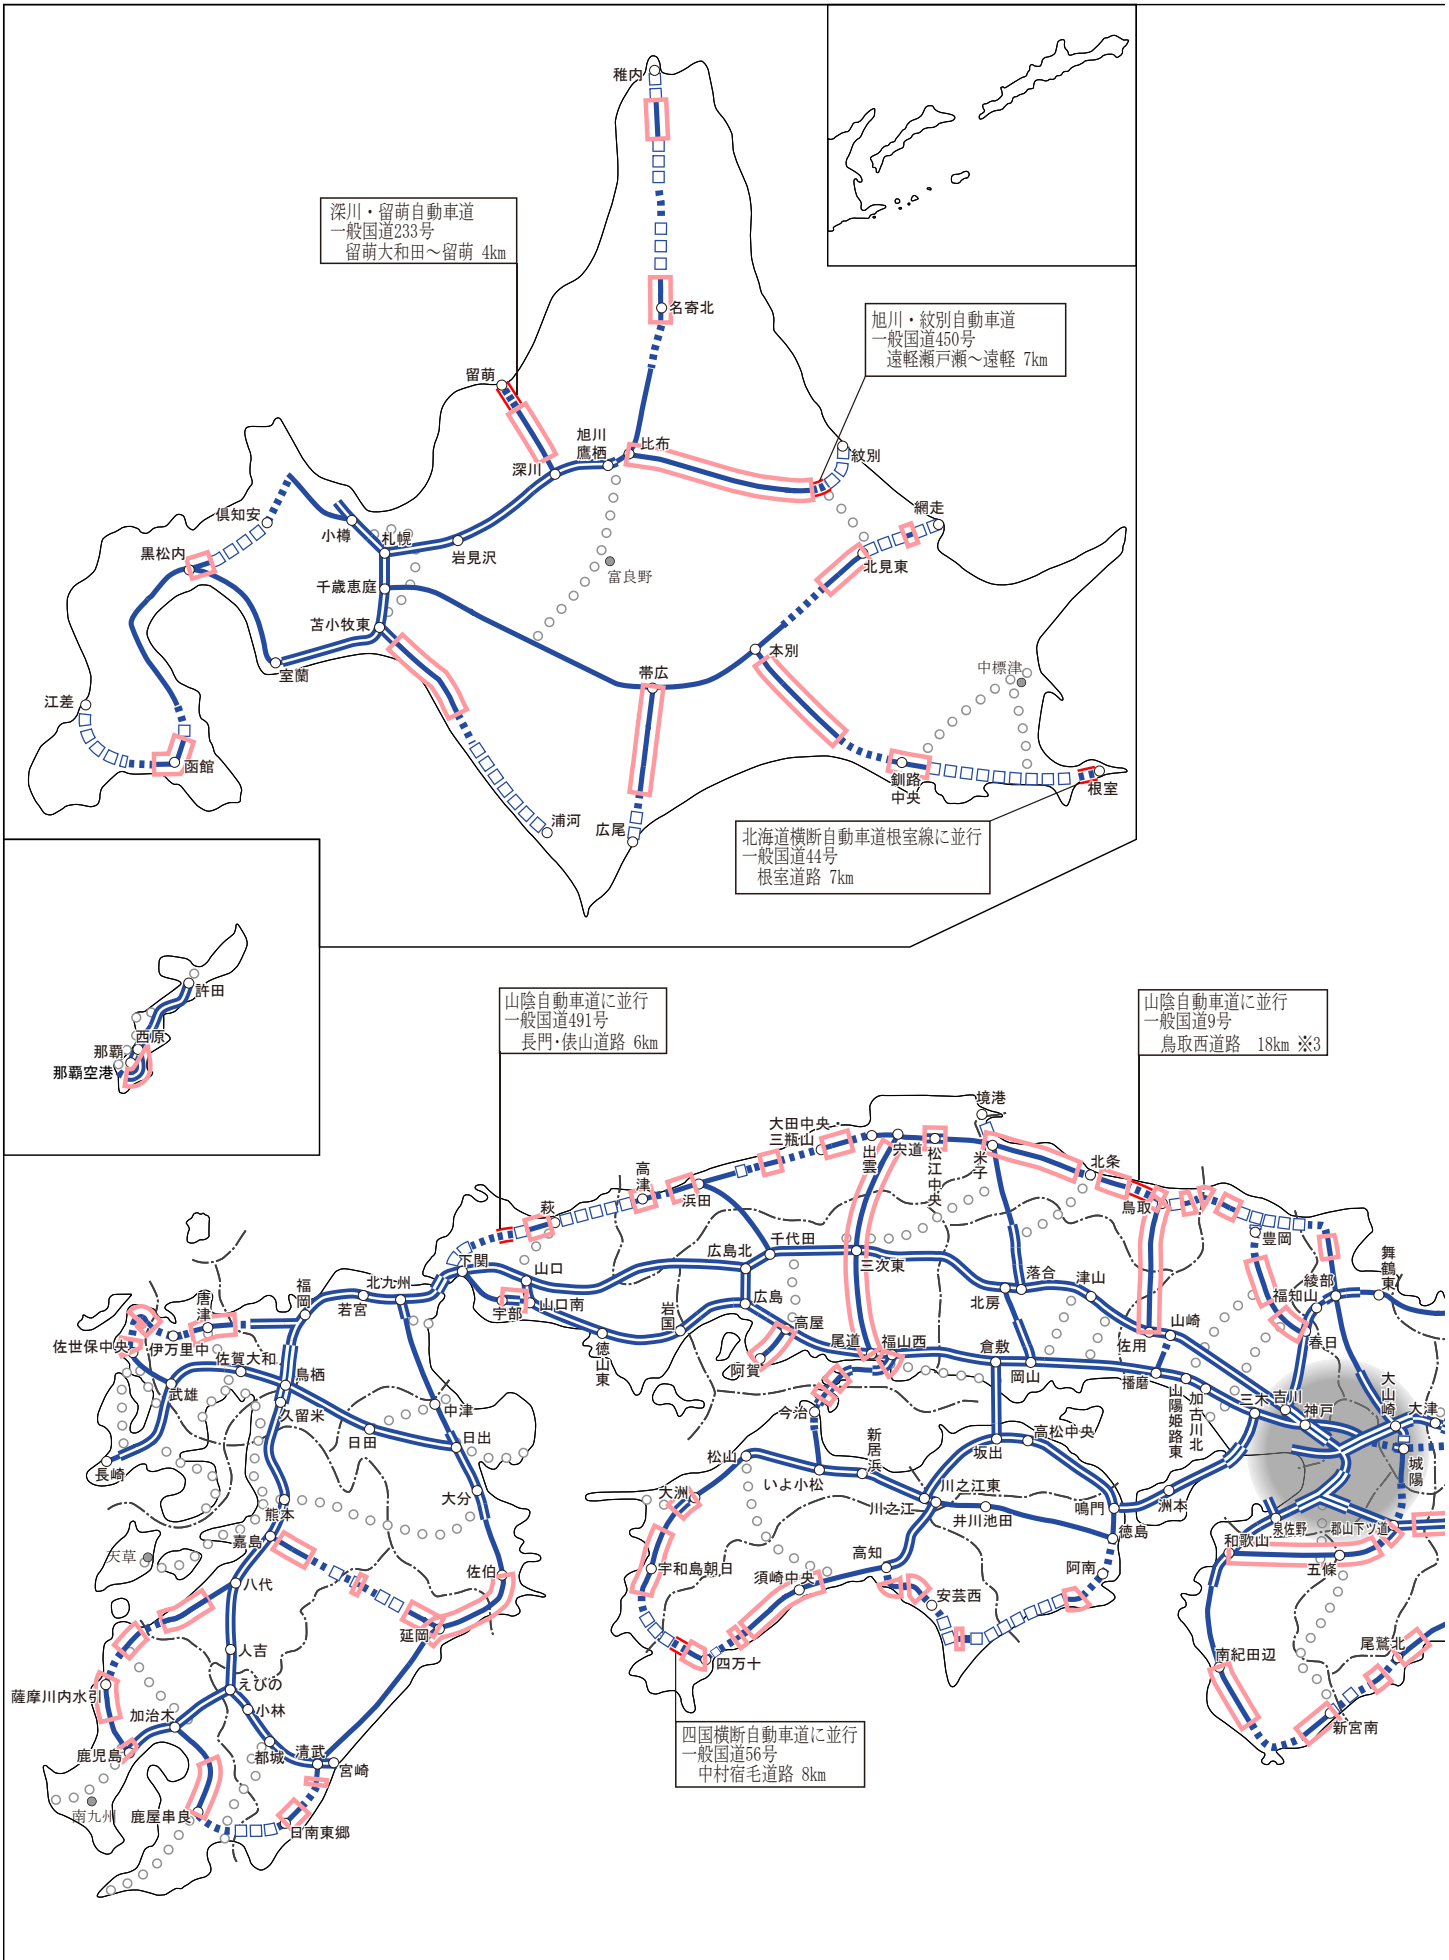 稚内
深川・留萌自動車道
一般国道233号
留萌大和田～留萌 4km
名寄北
旭川・紋別自動車道
一般国道450号
遠軽瀬戸瀬～遠軽 7km
留萌
旭川
鷹栖
比布
紋別
深川
倶知安
小樽
札幌
岩見沢
網走
黒松内
北見東
富良野
千歳恵庭
苫小牧東
室蘭
本別
中標津
帯広
江差
函館
釧路
中央
根室
浦河
広尾
北海道横断自動車道根室線に並行
一般国道44号
根室道路 7km
許田
西原
那覇
那覇空港
山陰自動車道に並行
一般国道491号
長門・俵山道路 6km
山陰自動車道に並行
一般国道9号
鳥取西道路 18km ※3
境港
大田中央・
三瓶山
出雲
宍道
松江中央
米子
北条
鳥取
高津
浜田
萩
豊岡
舞鶴東
綾部
福知山
春日
下関
山口
広島北
千代田
三次東
落合
津山
北房
山崎
佐用
福岡
北九州
若宮
宇部
山口南
岩国
広島
高屋
尾道
福山西
倉敷
岡山
播磨
山陽姫路東
加古川北
三木
吉川
神戸
大山崎
大津
城陽
唐津
佐世保中央
伊万里中
佐賀大和
鳥栖
徳山東
阿賀
武雄
久留米
中津
日田
日出
今治
新居浜
松山
いよ小松
坂出
高松中央
長崎
大分
大洲
川之江
川之江東
井川池田
鳴門
徳島
洲本
泉佐野
郡山下ツ道
和歌山
五條
熊本
嘉島
天草
佐伯
宇和島朝日
高知
須崎中央
安芸西
阿南
八代
延岡
四万十
南紀田辺
尾鷲北
新宮南
人吉
えびの
薩摩川内水引
加治木
小林
鹿児島
都城
清武
宮崎
南九州
鹿屋串良
日南東郷
四国横断自動車道に並行
一般国道56号
中村宿毛道路 8km